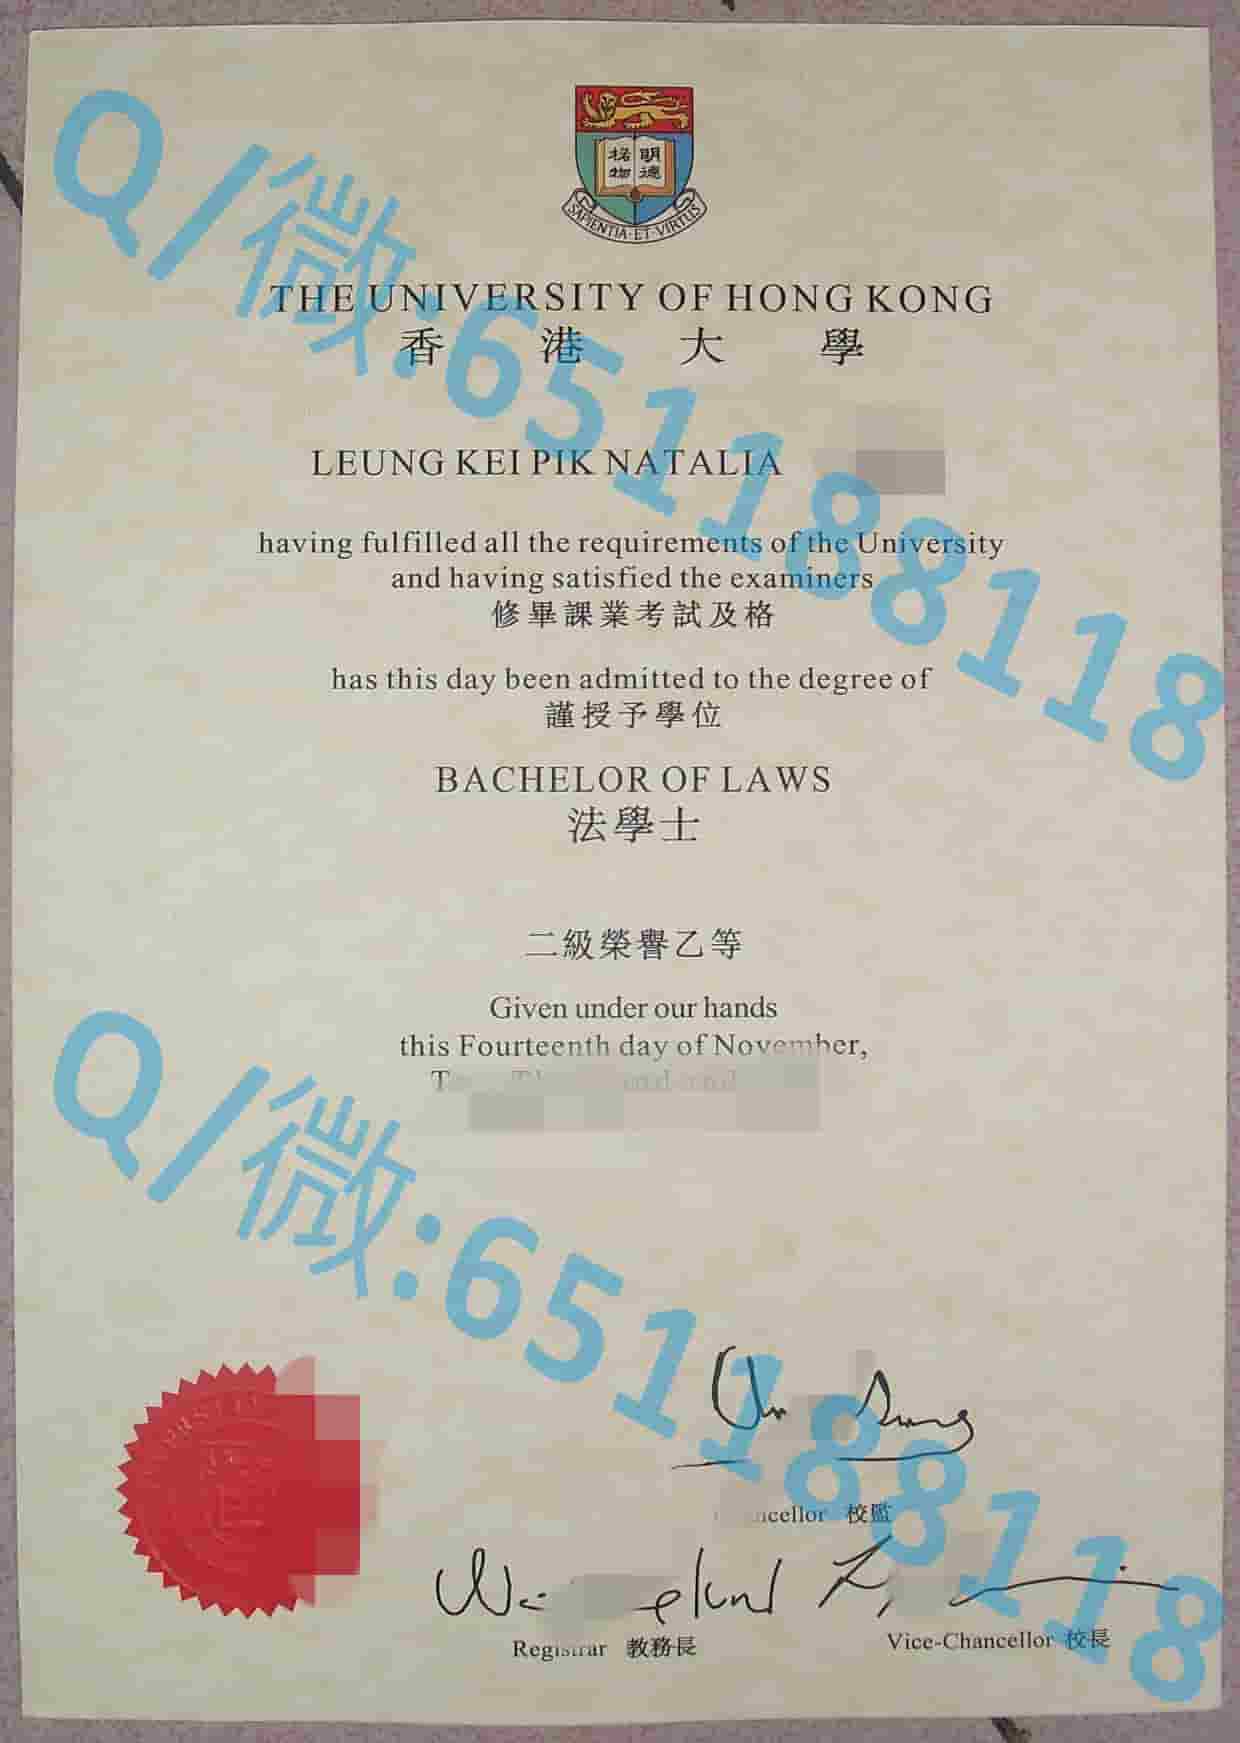 格物
明德
SAPIENTIA·ET·VIRTUS
THE UNIVERSITY OF HONG KONG
香港大學
LEUNG KEI PIK NATALIA
having fulfilled all the requirements of the University
and having satisfied the examiners
修畢課業考試及格
has this day been admitted to the degree of
謹授予學位
BACHELOR OF LAWS
法學士
二級榮譽乙等
Given under our hands
this Fourteenth day of November,
校監
Registrar 教務長
Vice-Chancellor 校長
Q/微:651188118
Q/微:651188118